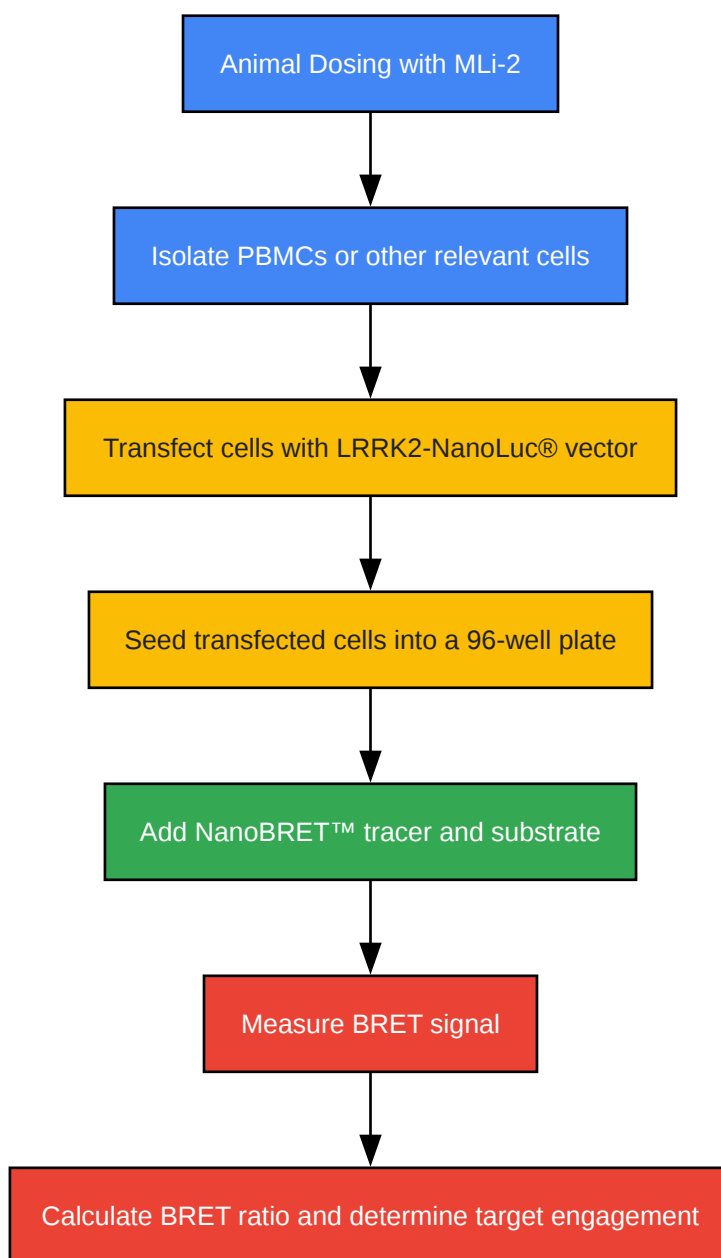 Animal Dosing with MLi-2
Isolate PBMCs or other relevant cells
Transfect cells with LRRK2-NanoLuc® vector
Seed transfected cells into a 96-well plate
Add NanoBRET™ tracer and substrate
Measure BRET signal
Calculate BRET ratio and determine target engagement